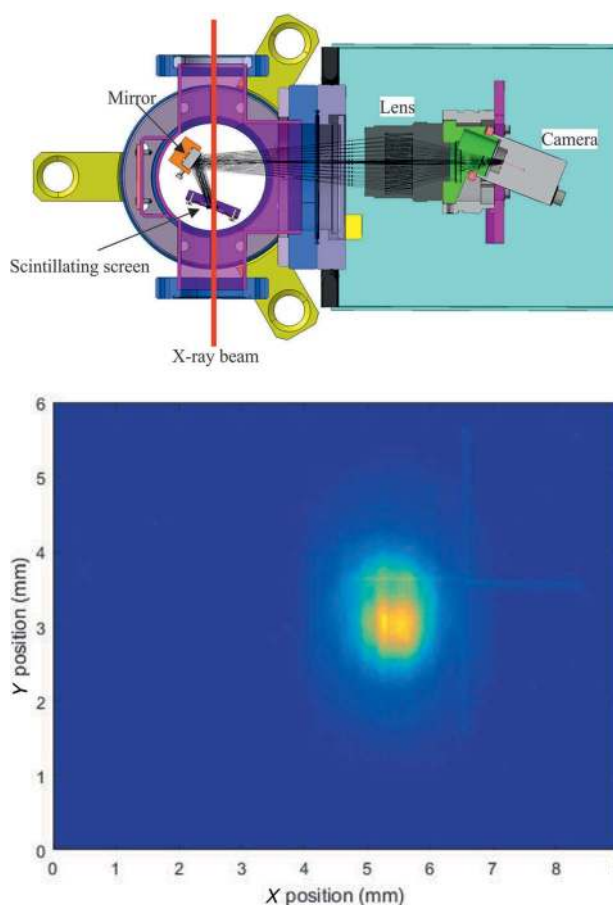 Mirror
Lens
Camera
Scintillating screen
X-ray beam
6
5
4
3
2
1
0
Y position (mm)
0 1 2 3 4 5 6 7 8
X position (mm)